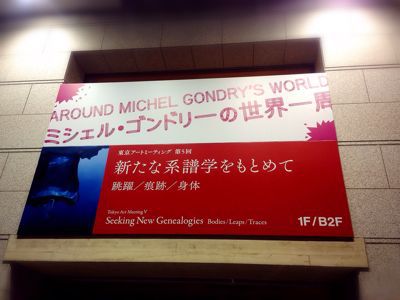 AROUND MICHEL GONDRY'S WORLD
ミシェル・ゴンドリーの世界一周
東京アートミーティング 第5回
新たな系譜学をもとめて
跳躍／痕跡／身体
Tokyo Art Meeting V
Seeking New Genealogies Bodies / Leaps / Traces
1F/B2F